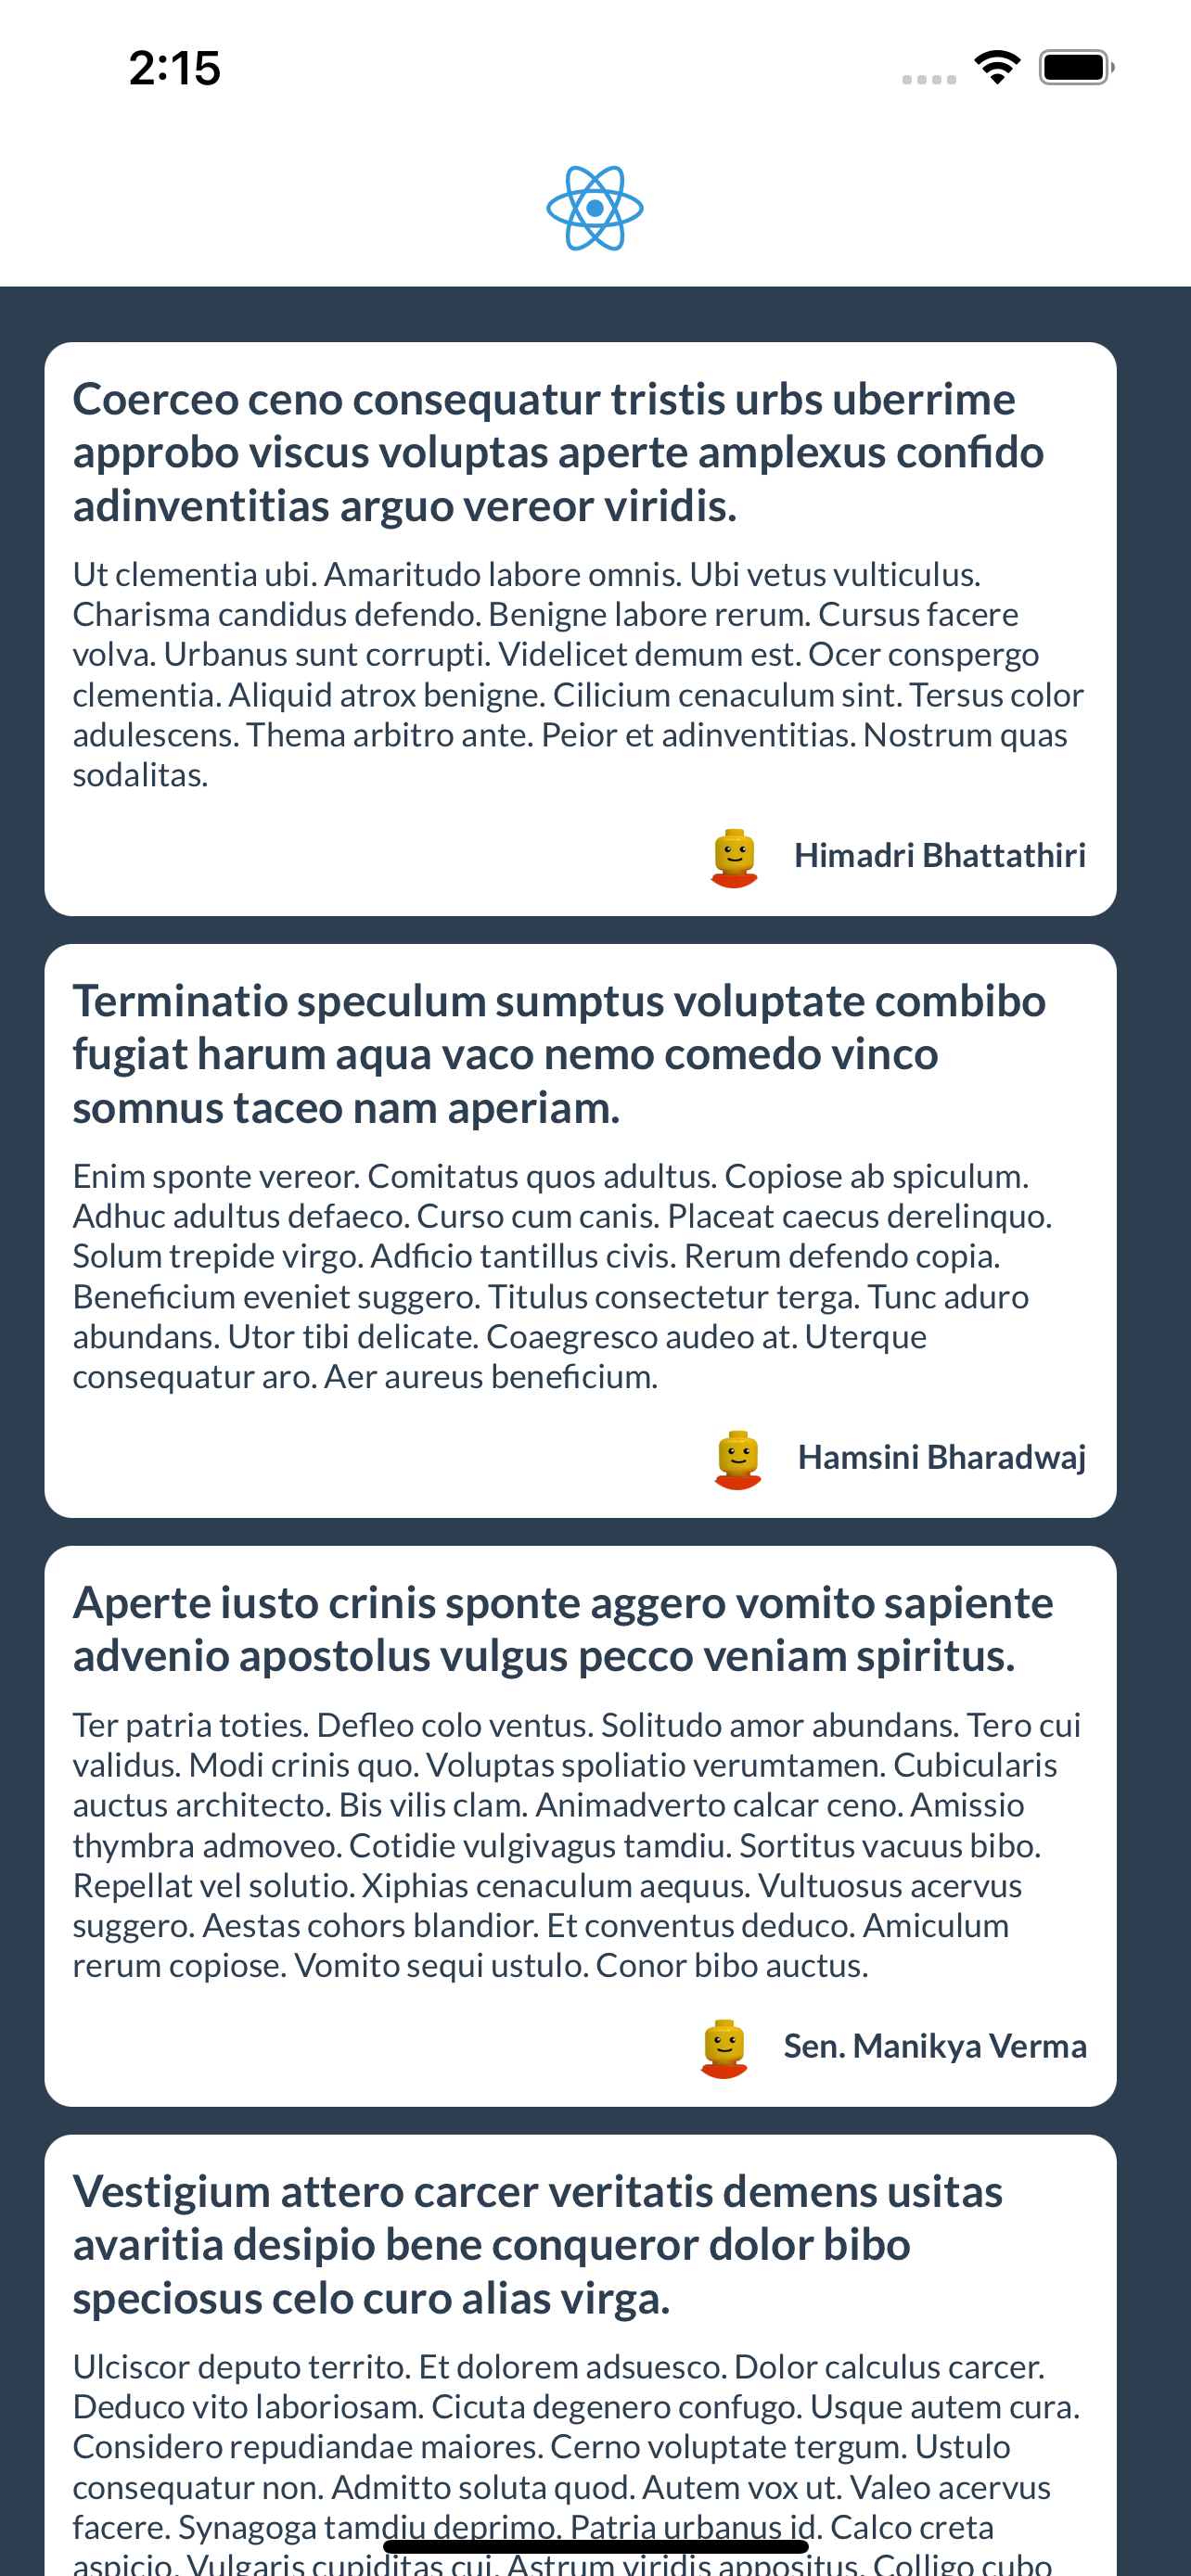 2:15
Coerceo ceno consequatur tristis urbs uberrime
approbo viscus voluptas aperte amplexus confido
adinventitias arguo vereor viridis.
Ut clementia ubi. Amaritudo labore omnis. Ubi vetus vulticulus.
Charisma candidus defendo. Benigne labore rerum. Cursus facere
volva. Urbanus sunt corrupti. Videlicet demum est. Ocer conspergo
clementia. Aliquid atrox benigne. Cilicium cenaculum sint. Tersus color
adulescens. Thema arbitro ante. Peior et adinventitias. Nostrum quas
sodalitas.
Himadri Bhattathiri
Terminatio speculum sumptus voluptate combibo
fugiat harum aqua vaco nemo comedo vinco
somnus taceo nam aperiam.
Enim sponte vereor. Comitatus quos adultus. Copiose ab spiculum.
Adhuc adultus defaeco. Curso cum canis. Placeat caecus derelinquo.
Solum trepide virgo. Adficio tantillus civis. Rerum defendo copia.
Beneficium eveniet suggero. Titulus consectetur terga. Tunc aduro
abundans. Utor tibi delicate. Coaegresco audeo at. Uterque
consequatur aro. Aer aureus beneficium.
Hamsini Bharadwaj
Aperte iusto crinis sponte aggero vomito sapiente
advenio apostolus vulgus pecco veniam spiritus.
Ter patria toties. Defleo colo ventus. Solitudo amor abundans. Tero cui
validus. Modi crinis quo. Voluptas spoliatio verumtamen. Cubicularis
auctus architecto. Bis vilis clam. Animadverto calcar ceno. Amissio
thymbra admoveo. Cotidie vulgivagus tamdiu. Sortitus vacuus bibo.
Repellat vel solutio. Xiphias cenaculum aequus. Vultuosus acervus
suggero. Aestas cohors blandior. Et conventus deduco. Amiculum
rerum copiose. Vomito sequi ustulo. Conor bibo auctus.
Sen. Manikya Verma
Vestigium attero carcer veritatis demens usitas
avaritia desipio bene conqueror dolor bibo
speciosus celo curo alias virga.
Ulciscor deputo territo. Et dolorem adsuesco. Dolor calculus carcer.
Deduco vito laboriosam. Cicuta degenero confugo. Usque autem cura.
Considero repudiandae maiores. Cerno voluptate tergum. Ustulo
consequatur non. Admitto soluta quod. Autem vox ut. Valeo acervus
facere. Synagoga tamdiu deprimo. Patria urbanus id. Calco creta
aspicio. Vulgaris cupiditas cui. Astrum viridis appositus. Colligo cubo